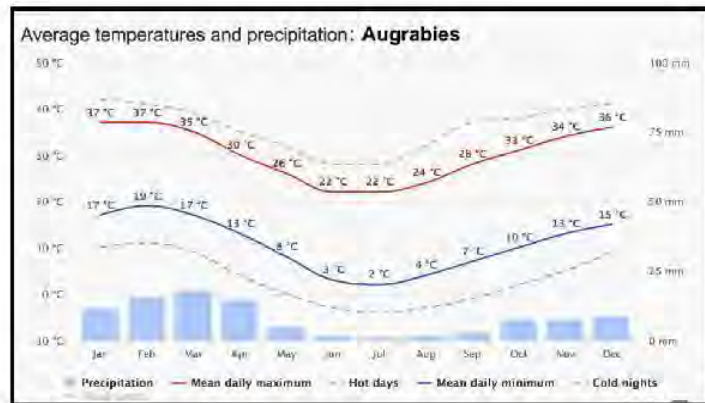 Average temperatures and precipitation: Augrabies
50 °C 100 mm
40 °C
37 °C 37 °C 35 °C 30 °C 26 °C 22 °C 22 °C 24 °C 28 °C 34 °C 36 °C
75 mm
30 °C
20 °C 50 mm
17 °C 19 °C 17 °C 13 °C 8 °C 3 °C 2 °C 4 °C 7 °C 10 °C 13 °C 15 °C
10 °C
25 mm
0 °C
10 °C 0 mm
Jan Feb Mar Apr May Jun Jul Aug Sep Oct Nov Dec
Precipitation Mean daily maximum Hot days Mean daily minimum Cold nights